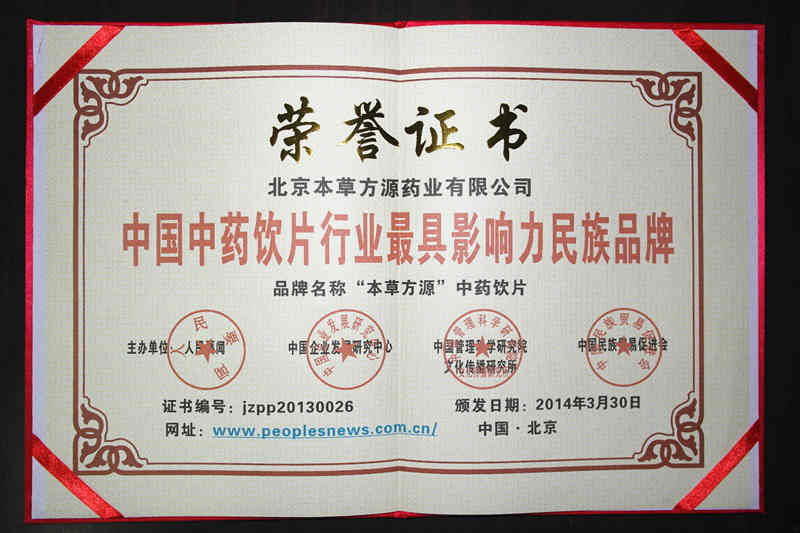 荣誉证书
北京本草方源药业有限公司
中国中药饮片行业最具影响力民族品牌
品牌名称“本草方源”中药饮片
主办单位：人民要闻 中国企业发展研究中心 中国管理科学研究院 中国民族贸易促进会
文化传播研究所
证书编号：jzpp20130026 颁发日期：2014年3月30日
网址：www.peoplesnews.com.cn/ 中国·北京